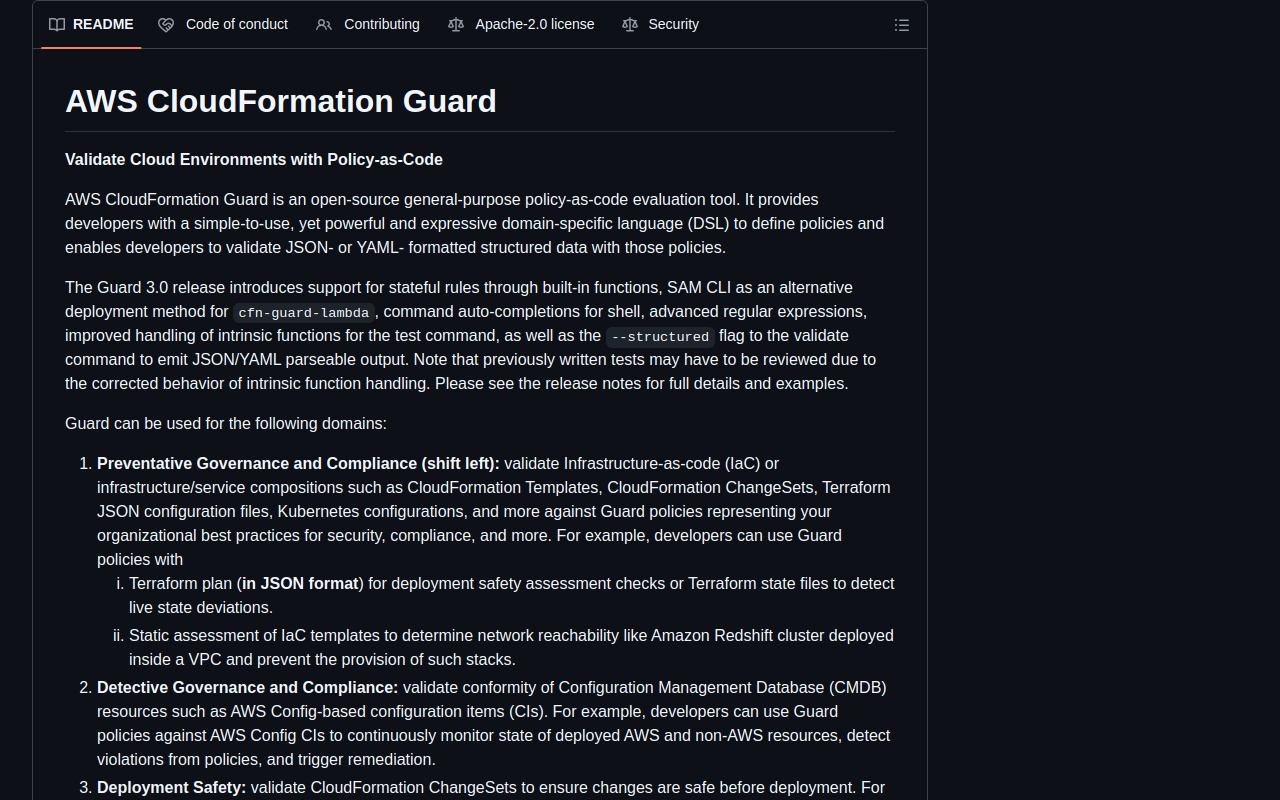 README
Code of conduct
Contributing
Apache-2.0 license
Security
AWS CloudFormation Guard
Validate Cloud Environments with Policy-as-Code
AWS CloudFormation Guard is an open-source general-purpose policy-as-code evaluation tool. It provides
developers with a simple-to-use, yet powerful and expressive domain-specific language (DSL) to define policies and
enables developers to validate JSON- or YAML- formatted structured data with those policies.
The Guard 3.0 release introduces support for stateful rules through built-in functions, SAM CLI as an alternative
deployment method for cfn-guard-lambda, command auto-completions for shell, advanced regular expressions,
improved handling of intrinsic functions for the test command, as well as the --structured flag to the validate
command to emit JSON/YAML parseable output. Note that previously written tests may have to be reviewed due to
the corrected behavior of intrinsic function handling. Please see the release notes for full details and examples.
Guard can be used for the following domains:
1. Preventative Governance and Compliance (shift left): validate Infrastructure-as-code (IaC) or
infrastructure/service compositions such as CloudFormation Templates, CloudFormation ChangeSets, Terraform
JSON configuration files, Kubernetes configurations, and more against Guard policies representing your
organizational best practices for security, compliance, and more. For example, developers can use Guard
policies with
i. Terraform plan (in JSON format) for deployment safety assessment checks or Terraform state files to detect
live state deviations.
ii. Static assessment of IaC templates to determine network reachability like Amazon Redshift cluster deployed
inside a VPC and prevent the provision of such stacks.
2. Detective Governance and Compliance: validate conformity of Configuration Management Database (CMDB)
resources such as AWS Config-based configuration items (CIs). For example, developers can use Guard
policies against AWS Config CIs to continuously monitor state of deployed AWS and non-AWS resources, detect
violations from policies, and trigger remediation.
3. Deployment Safety: validate CloudFormation ChangeSets to ensure changes are safe before deployment. For